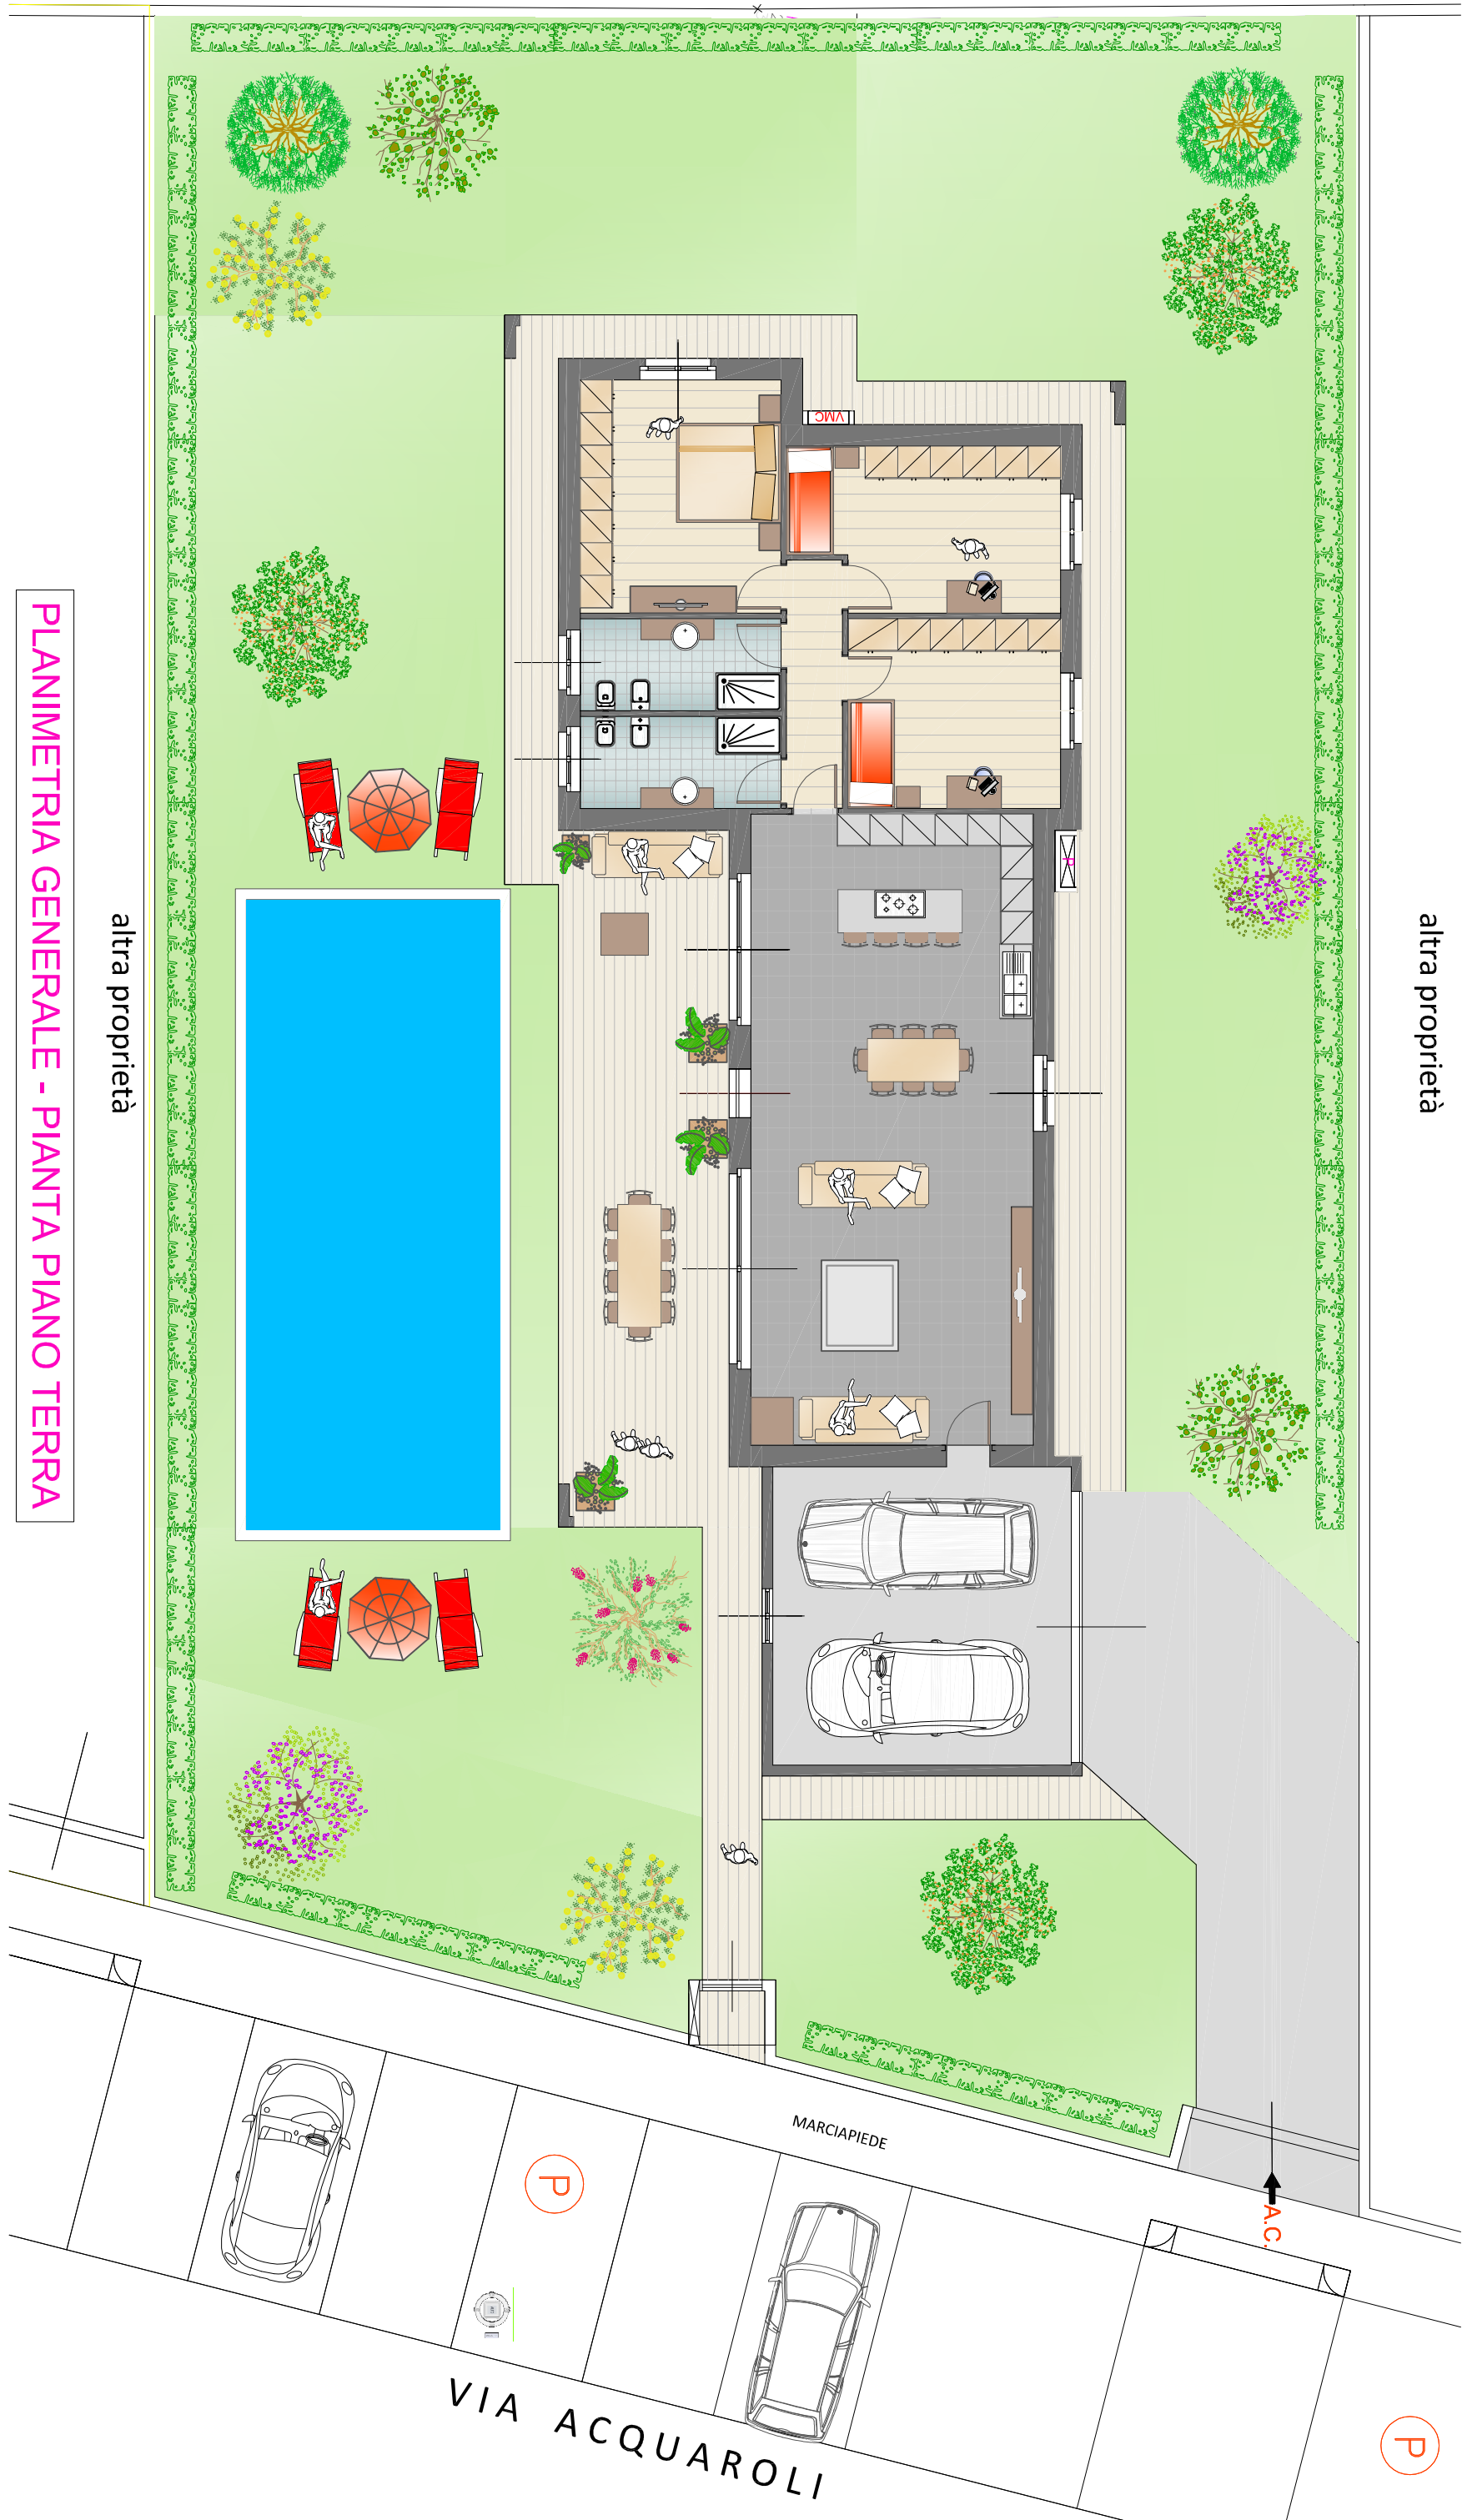 VMC
P
PLANIMETRIA GENERALE - PIANTA PIANO TERRA
altra proprietà
altra proprietà
MARCIAPIEDE
A.C.
P
VIA ACQUAROLI
P